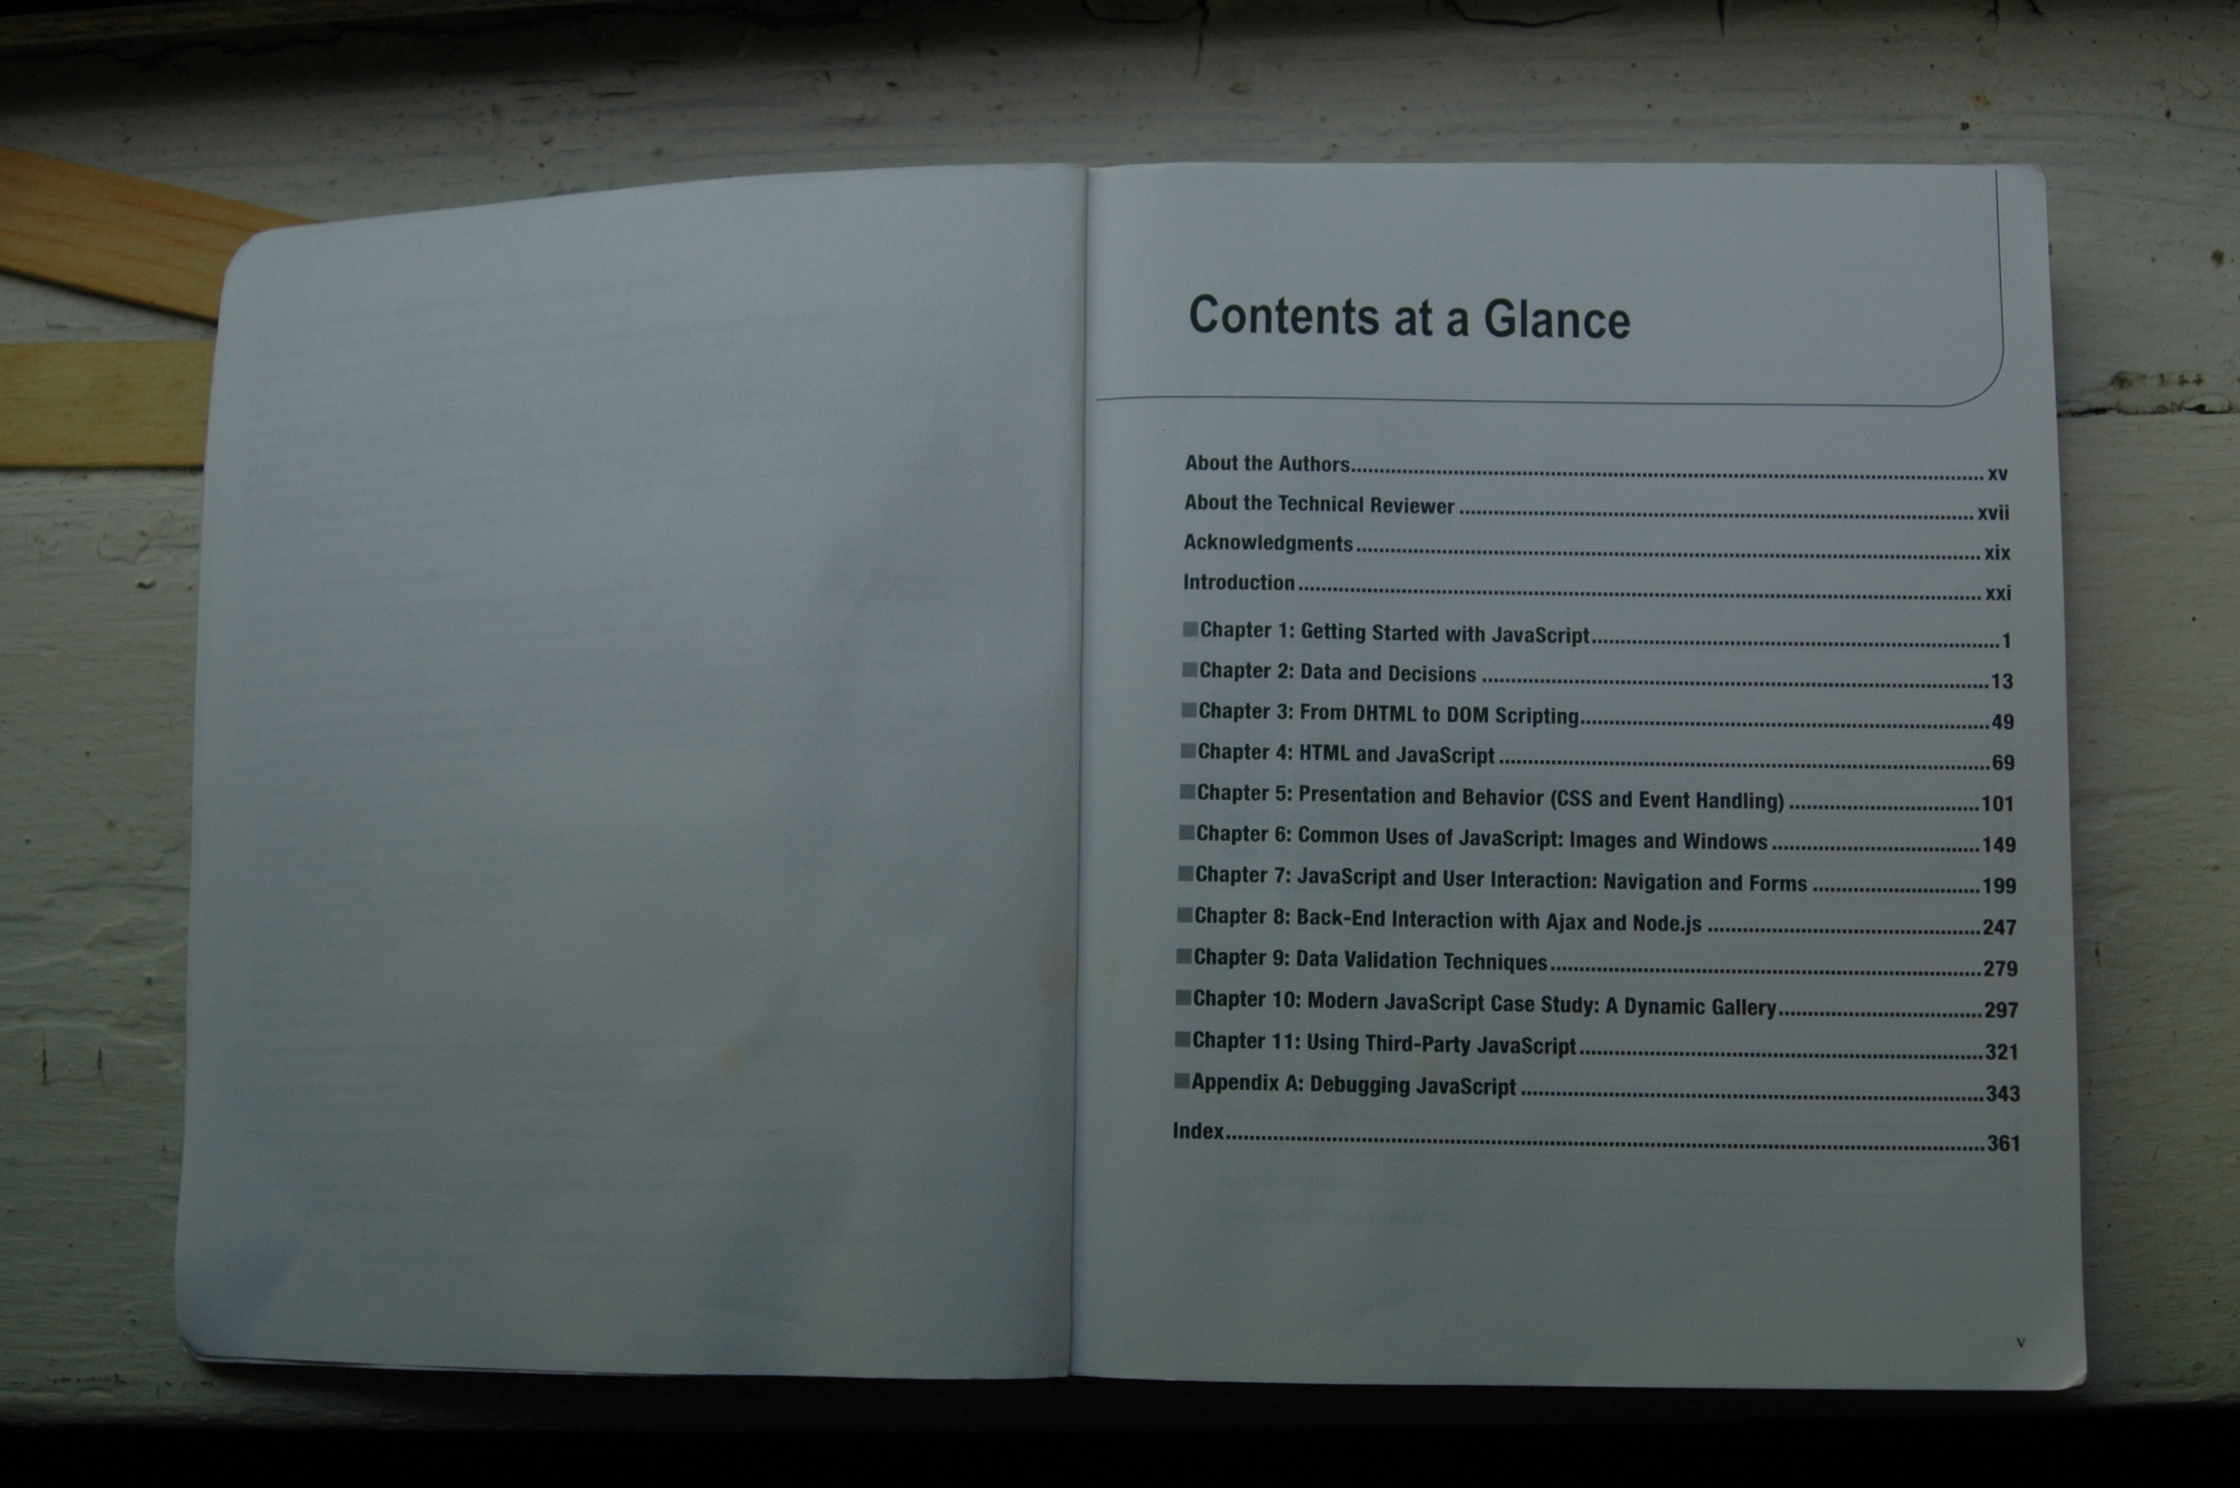 Contents at a Glance
About the Authors.......................................................................................................... xv
About the Technical Reviewer ....................................................................................... xvii
Acknowledgments.......................................................................................................... xix
Introduction.................................................................................................................... xxi
■Chapter 1: Getting Started with JavaScript......................................................................1
■Chapter 2: Data and Decisions ......................................................................................13
■Chapter 3: From DHTML to DOM Scripting.....................................................................49
■Chapter 4: HTML and JavaScript ...................................................................................69
■Chapter 5: Presentation and Behavior (CSS and Event Handling) ................................101
■Chapter 6: Common Uses of JavaScript: Images and Windows ...................................149
■Chapter 7: JavaScript and User Interaction: Navigation and Forms ............................199
■Chapter 8: Back-End Interaction with Ajax and Node.js ..............................................247
■Chapter 9: Data Validation Techniques.........................................................................279
■Chapter 10: Modern JavaScript Case Study: A Dynamic Gallery..................................297
■Chapter 11: Using Third-Party JavaScript....................................................................321
■Appendix A: Debugging JavaScript ..............................................................................343
Index..............................................................................................................................361
v